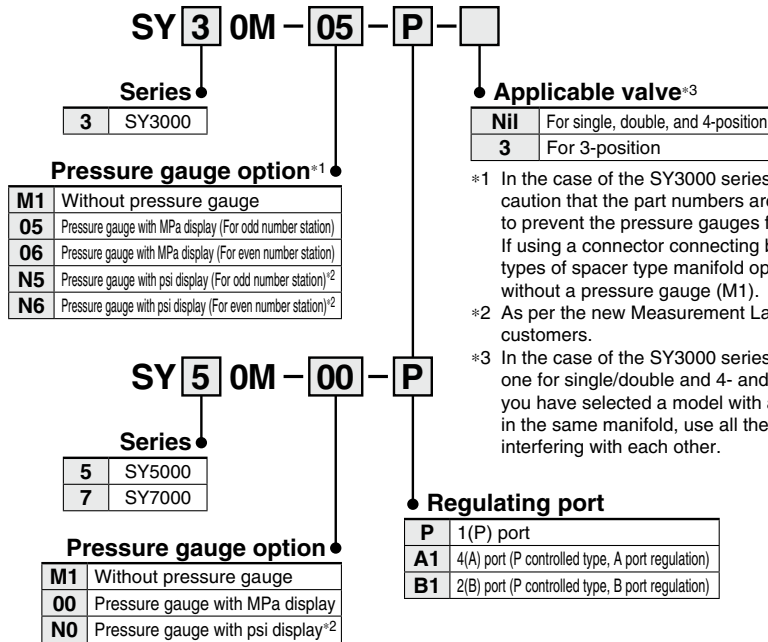 SY 3 0M – 05 – P –
Series
3 SY3000
Pressure gauge option*1
M1 Without pressure gauge
05 Pressure gauge with MPa display (For odd number station)
06 Pressure gauge with MPa display (For even number station)
N5 Pressure gauge with psi display (For odd number station)*2
N6 Pressure gauge with psi display (For even number station)*2
Applicable valve*3
Nil For single, double, and 4-position
3 For 3-position
*1 In the case of the SY3000 series
caution that the part numbers are
to prevent the pressure gauges
If using a connector connecting
types of spacer type manifold
without a pressure gauge (M1).
*2 As per the new Measurement
customers.
*3 In the case of the SY3000 series
one for single/double and 4- and
you have selected a model with
in the same manifold, use all the
interfering with each other.
SY 5 0M – 00 – P
Series
5 SY5000
7 SY7000
Pressure gauge option
M1 Without pressure gauge
00 Pressure gauge with MPa display
N0 Pressure gauge with psi display*2
Regulating port
P 1(P) port
A1 4(A) port (P controlled type, A port regulation)
B1 2(B) port (P controlled type, B port regulation)